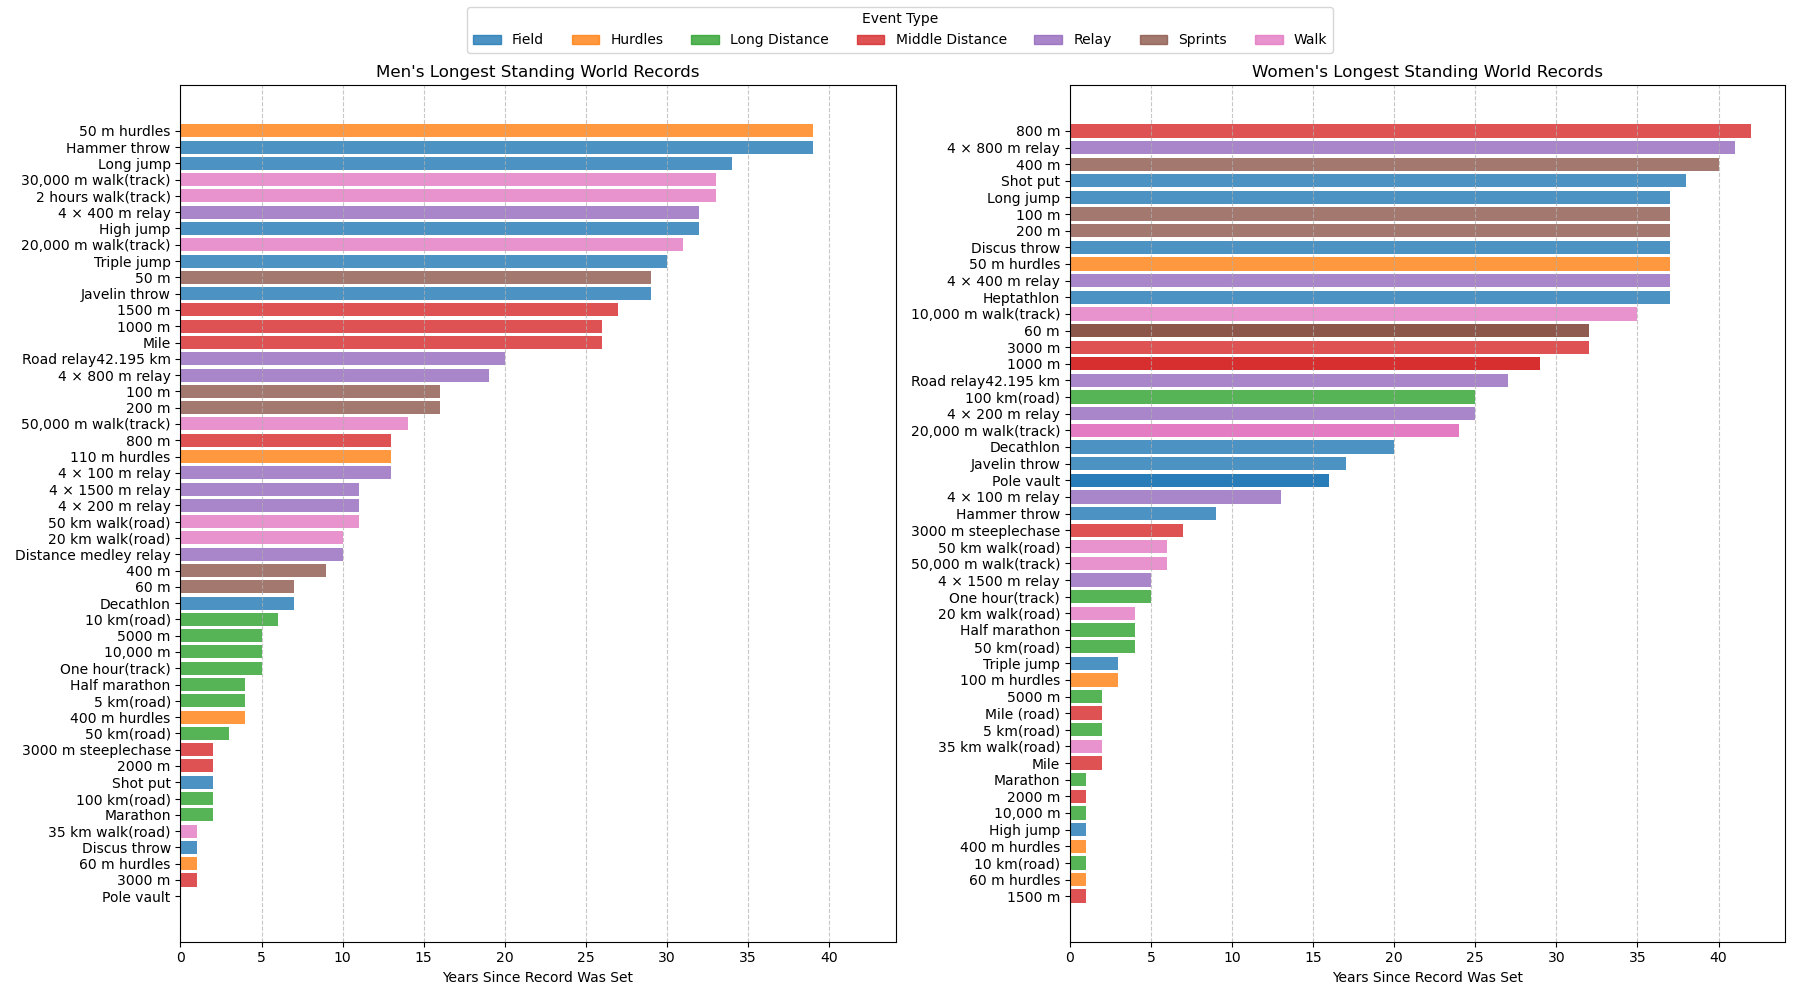 Event Type
Field Hurdles Long Distance Middle Distance Relay Sprints Walk
Men's Longest Standing World Records
50 m hurdles
Hammer throw
Long jump
30,000 m walk(track)
2 hours walk(track)
4 × 400 m relay
High jump
20,000 m walk(track)
Triple jump
50 m
Javelin throw
1500 m
1000 m
Mile
Road relay42.195 km
4 × 800 m relay
100 m
200 m
50,000 m walk(track)
800 m
110 m hurdles
4 × 100 m relay
4 × 1500 m relay
4 × 200 m relay
50 km walk(road)
20 km walk(road)
Distance medley relay
400 m
60 m
Decathlon
10 km(road)
5000 m
10,000 m
One hour(track)
Half marathon
5 km(road)
400 m hurdles
50 km(road)
3000 m steeplechase
2000 m
Shot put
100 km(road)
Marathon
35 km walk(road)
Discus throw
60 m hurdles
3000 m
Pole vault
0 5 10 15 20 25 30 35 40
Years Since Record Was Set
Women's Longest Standing World Records
800 m
4 × 800 m relay
400 m
Shot put
Long jump
100 m
200 m
Discus throw
50 m hurdles
4 × 400 m relay
Heptathlon
10,000 m walk(track)
60 m
3000 m
1000 m
Road relay42.195 km
100 km(road)
4 × 200 m relay
20,000 m walk(track)
Decathlon
Javelin throw
Pole vault
4 × 100 m relay
Hammer throw
3000 m steeplechase
50 km walk(road)
50,000 m walk(track)
4 × 1500 m relay
One hour(track)
20 km walk(road)
Half marathon
50 km(road)
Triple jump
100 m hurdles
5000 m
Mile (road)
5 km(road)
35 km walk(road)
Mile
Marathon
2000 m
10,000 m
High jump
400 m hurdles
10 km(road)
60 m hurdles
1500 m
0 5 10 15 20 25 30 35 40
Years Since Record Was Set